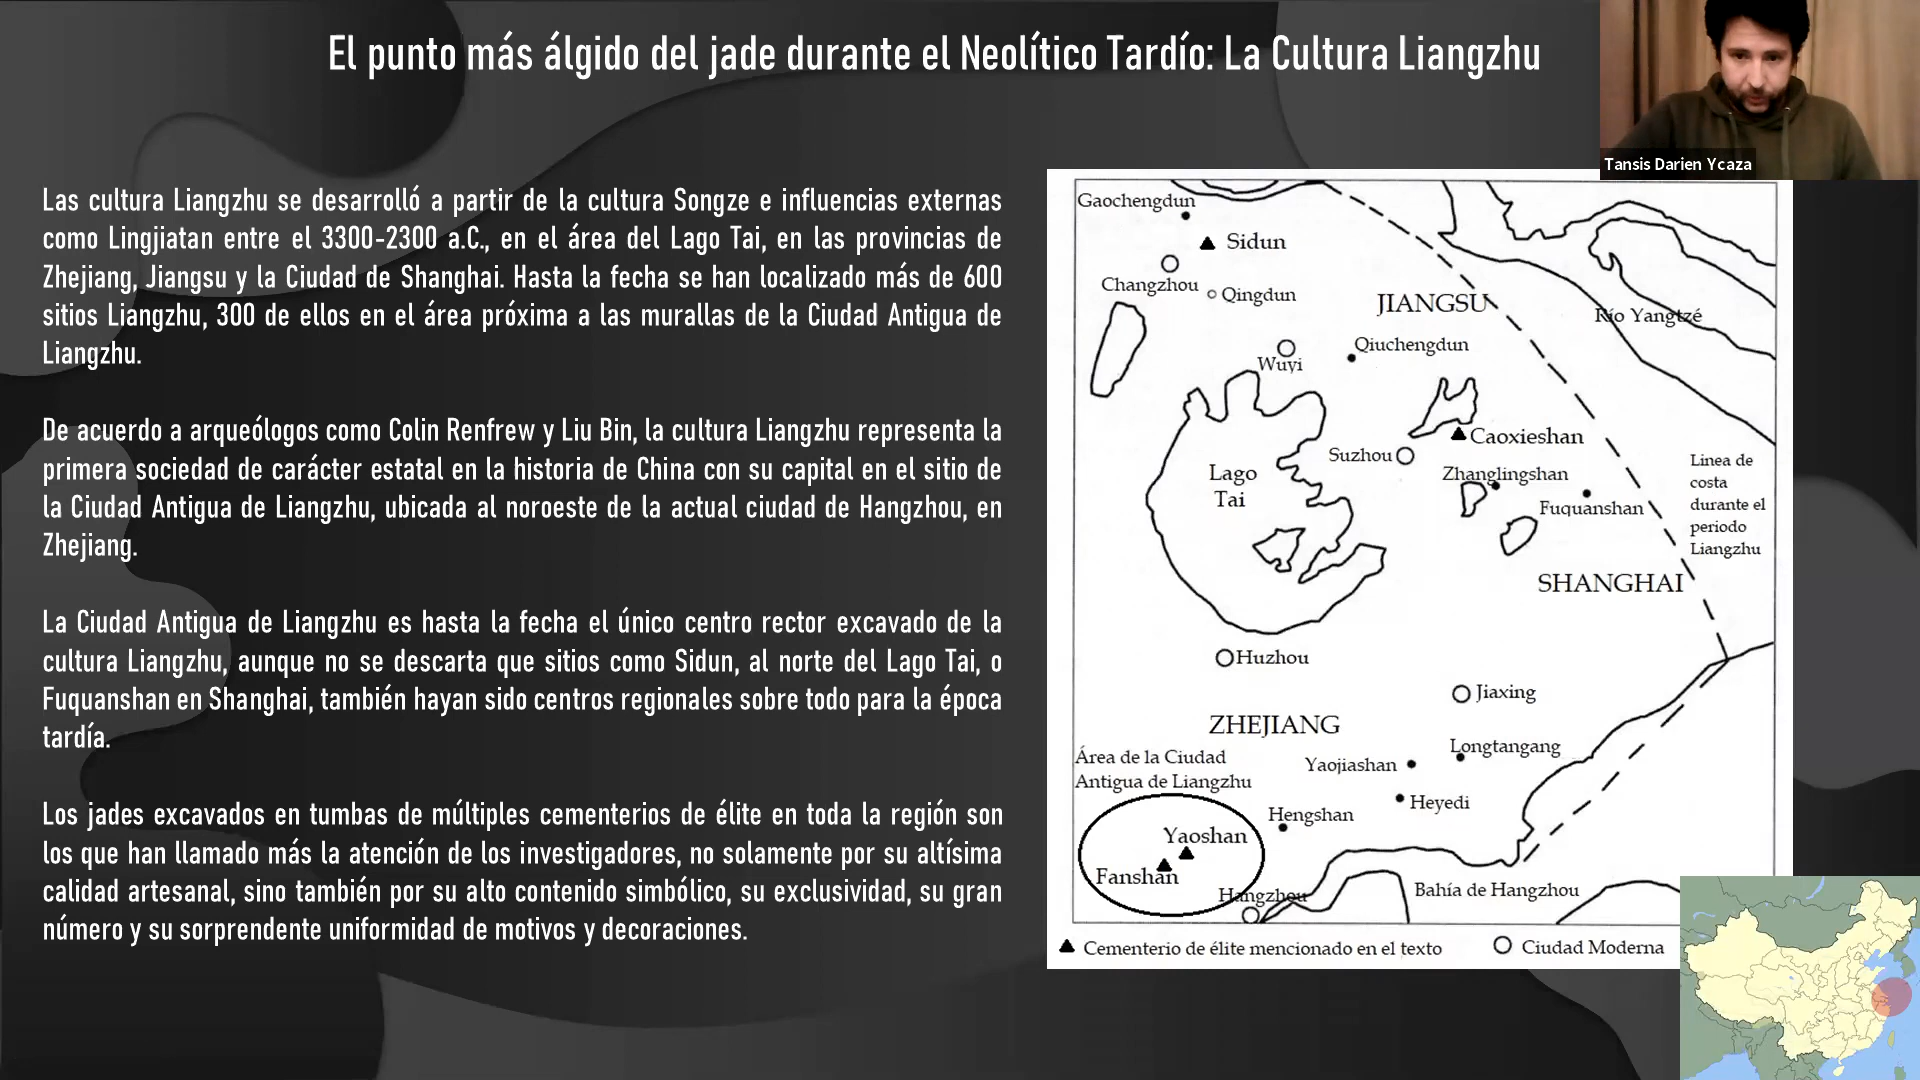 El punto más álgido del jade durante el Neolítico Tardío: La Cultura Liangzhu
Tansis Darien Ycaza
Las cultura Liangzhu se desarrolló a partir de la cultura Songze e influencias externas
como Lingjiatan entre el 3300-2300 a.C., en el área del Lago Tai, en las provincias de
Zhejiang, Jiangsu y la Ciudad de Shanghai. Hasta la fecha se han localizado más de 600
sitios Liangzhu, 300 de ellos en el área próxima a las murallas de la Ciudad Antigua de
Liangzhu.
De acuerdo a arqueólogos como Colin Renfrew y Liu Bin, la cultura Liangzhu representa la
primera sociedad de carácter estatal en la historia de China con su capital en el sitio de
la Ciudad Antigua de Liangzhu, ubicada al noroeste de la actual ciudad de Hangzhou, en
Zhejiang.
La Ciudad Antigua de Liangzhu es hasta la fecha el único centro rector excavado de la
cultura Liangzhu, aunque no se descarta que sitios como Sidun, al norte del Lago Tai, o
Fuquanshan en Shanghai, también hayan sido centros regionales sobre todo para la época
tardía.
Los jades excavados en tumbas de múltiples cementerios de élite en toda la región son
los que han llamado más la atención de los investigadores, no solamente por su altísima
calidad artesanal, sino también por su alto contenido simbólico, su exclusividad, su gran
número y su sorprendente uniformidad de motivos y decoraciones.
Gaochengdun
Sidun
Changzhou
Qingdun
JIANGSU
Río Yangtzé
Wuyi
Qiuchengdun
Caoxieshan
Suzhou
Lago
Tai
Zhanglingshan
Fuquanshan
Linea de
costa
durante el
periodo
Liangzhu
SHANGHAI
Huzhou
Jiaxing
ZHEJIANG
Longtangang
Área de la Ciudad
Antigua de Liangzhu
Yaojiashan
Heyedi
Hengshan
Yaoshan
Fanshan
Hangzhou
Bahía de Hangzhou
Cementerio de élite mencionado en el texto
Ciudad Moderna